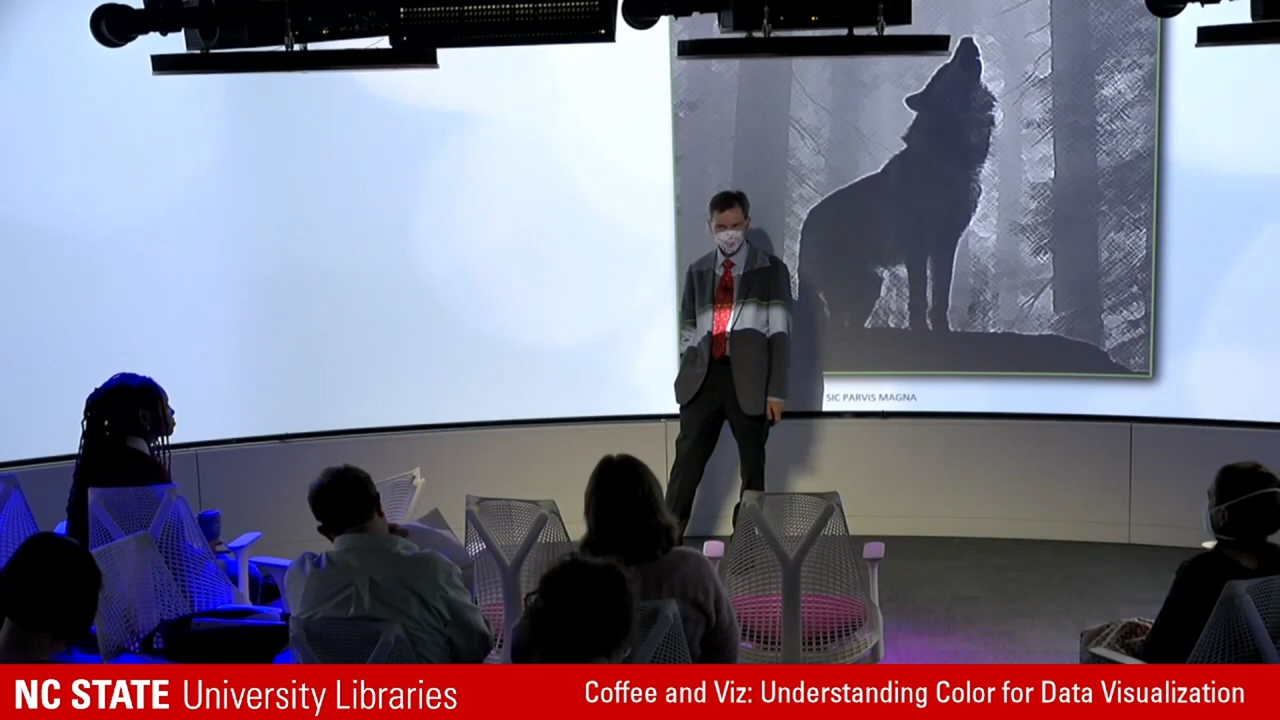 SIC PARVIS MAGNA
NC STATE University Libraries
Coffee and Viz: Understanding Color for Data Visualization